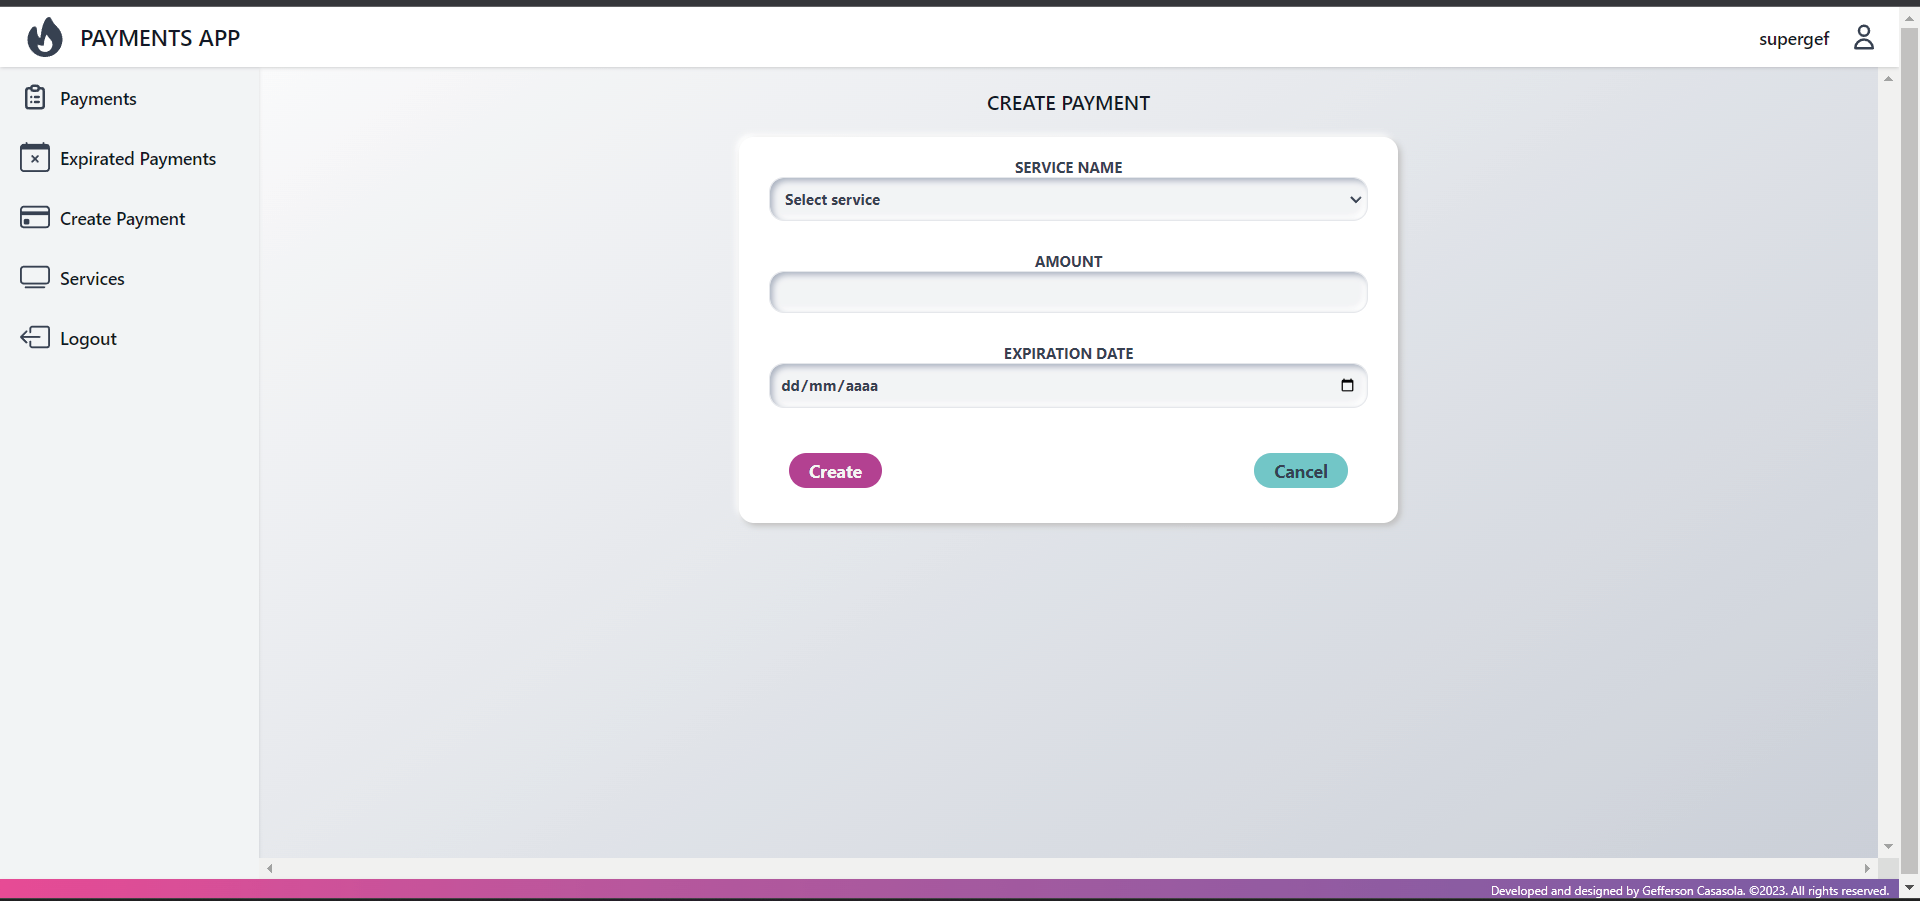 PAYMENTS APP
supergef
Payments
Expirated Payments
Create Payment
Services
Logout
CREATE PAYMENT
SERVICE NAME
Select service
AMOUNT
EXPIRATION DATE
dd/mm/aaaa
Create
Cancel
Developed and designed by Gefferson Casasola. ©2023. All rights reserved.